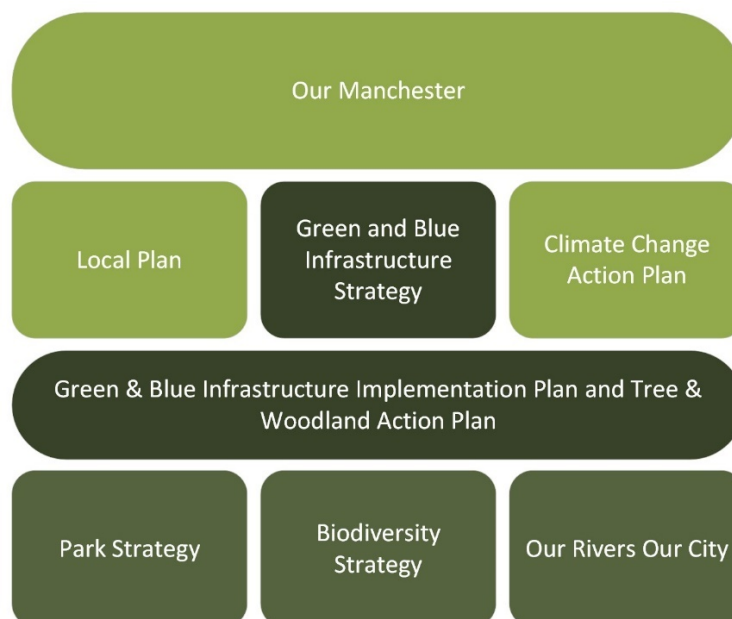 Our Manchester
Local Plan
Green and Blue
Infrastructure
Strategy
Climate Change
Action Plan
Green & Blue Infrastructure Implementation Plan and Tree &
Woodland Action Plan
Park Strategy
Biodiversity
Strategy
Our Rivers Our City